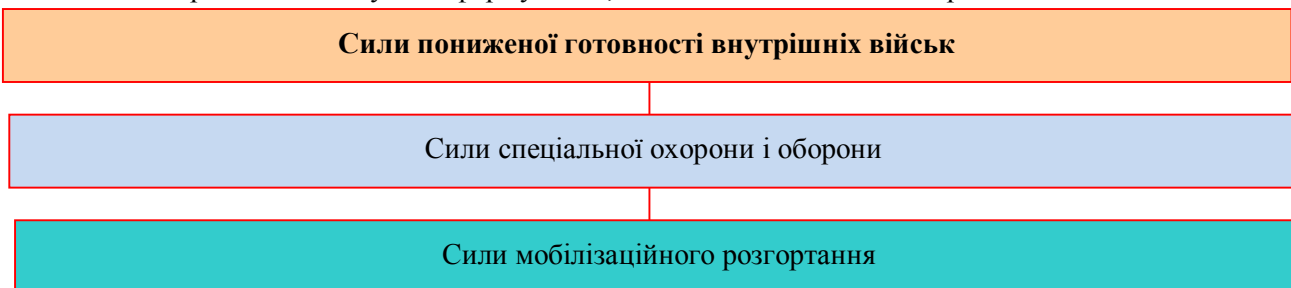 Сили пониженої готовності внутрішніх військ
Сили спеціальної охорони і оборони
Сили мобілізаційного розгортання